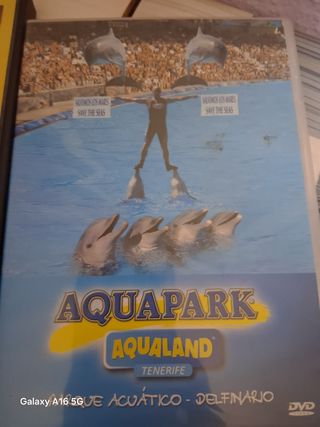 SALVEMOS LOS MARES
SAVE THE SEAS
SALVEMOS LOS MARES
SAVE THE SEAS
AQUAPARK
AQUALAND
TENERIFE
ACUÁTICO - DELFINARIO
DVD
Galaxy A16 5G